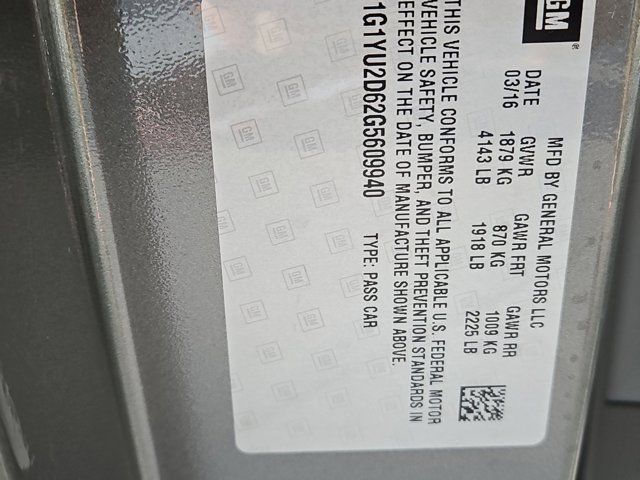 GM
MFD BY GENERAL MOTORS LLC
DATE GVWR GAWR FRT GAWR RR
03/16 1879 KG 870 KG 1009 KG
4143 LB 1918 LB 2225 LB
THIS VEHICLE CONFORMS TO ALL APPLICABLE U.S. FEDERAL MOTOR
VEHICLE SAFETY, BUMPER, AND THEFT PREVENTION STANDARDS IN
EFFECT ON THE DATE OF MANUFACTURE SHOWN ABOVE.
1G1YU2D62G5609940 TYPE: PASS CAR